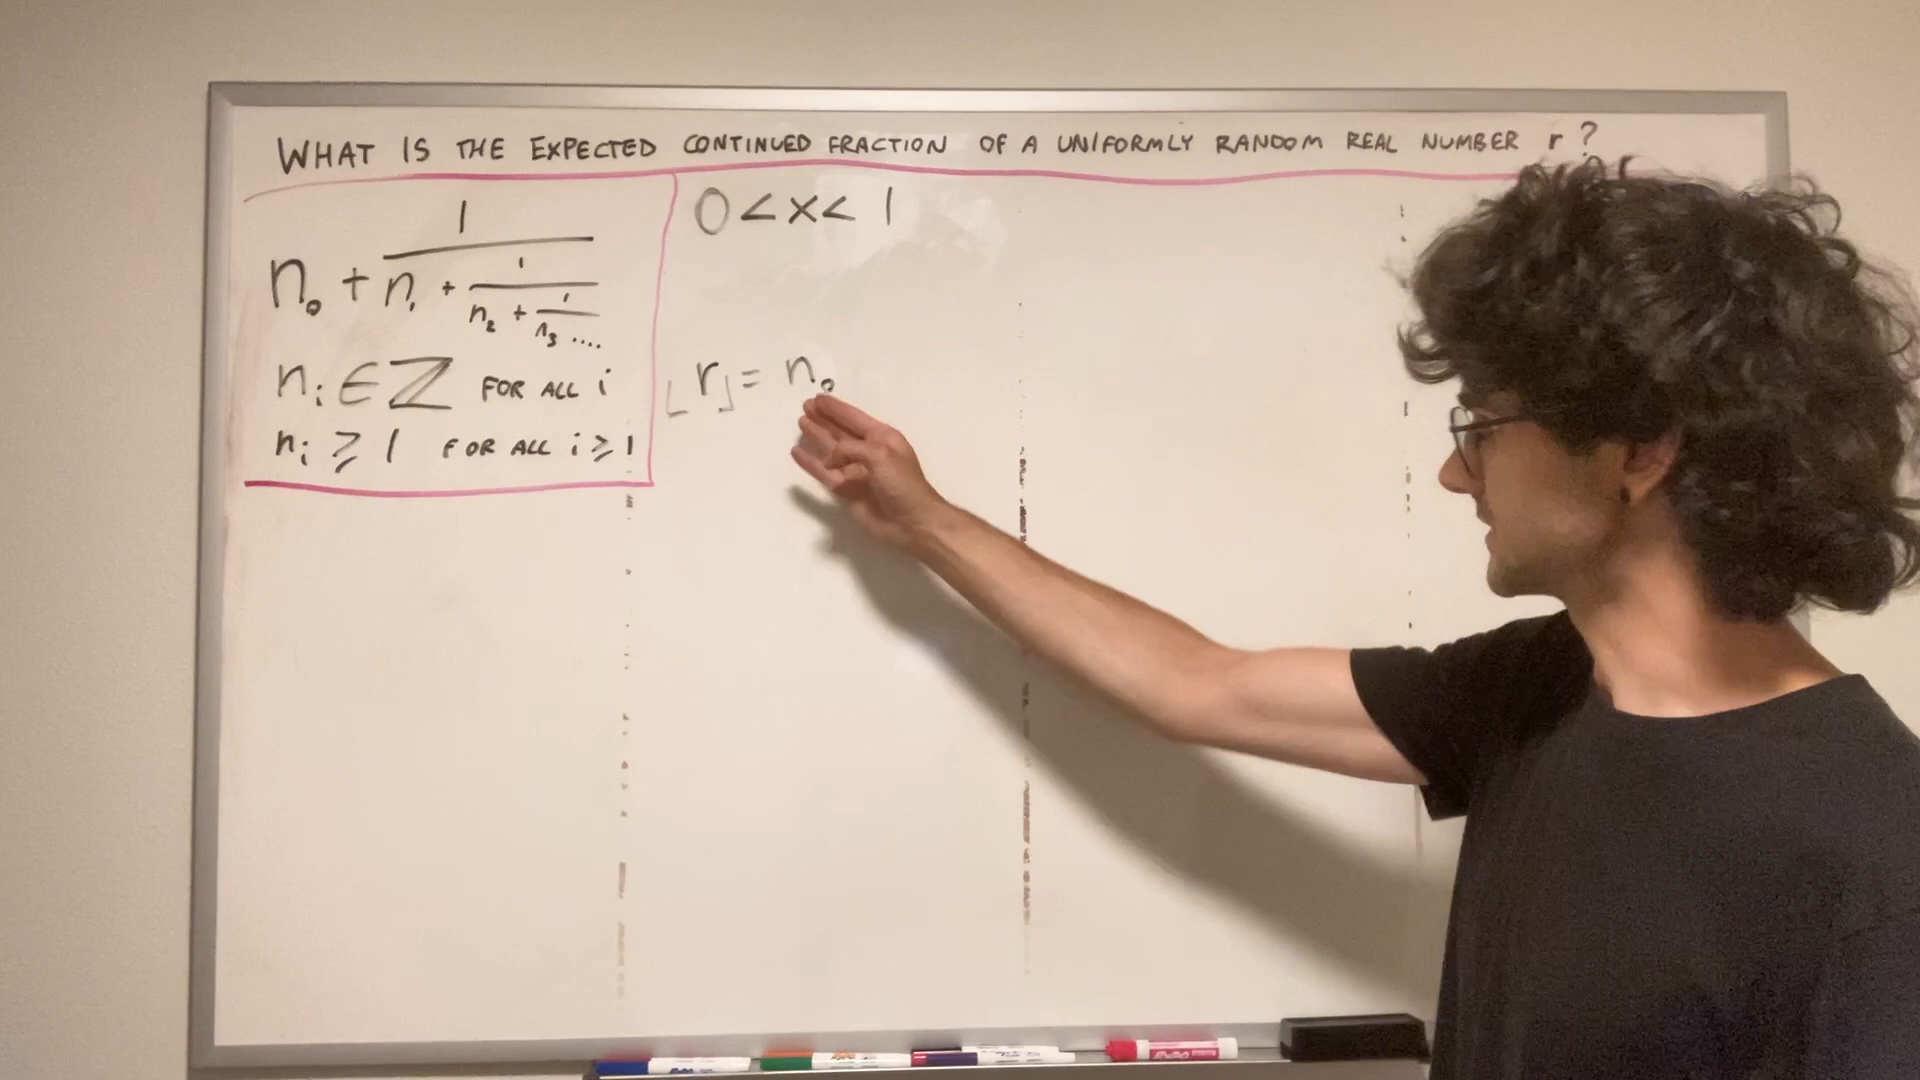 WHAT IS THE EXPECTED CONTINUED FRACTION OF A UNIFORMLY RANDOM REAL NUMBER r?
n₀ + 1/(n₁ + 1/(n₂ + 1/(n₃ ....
nᵢ ∈ ℤ FOR ALL i
nᵢ ⩾ 1 FOR ALL i ⩾ 1
0 < x < 1
⌊r⌋ = n₀